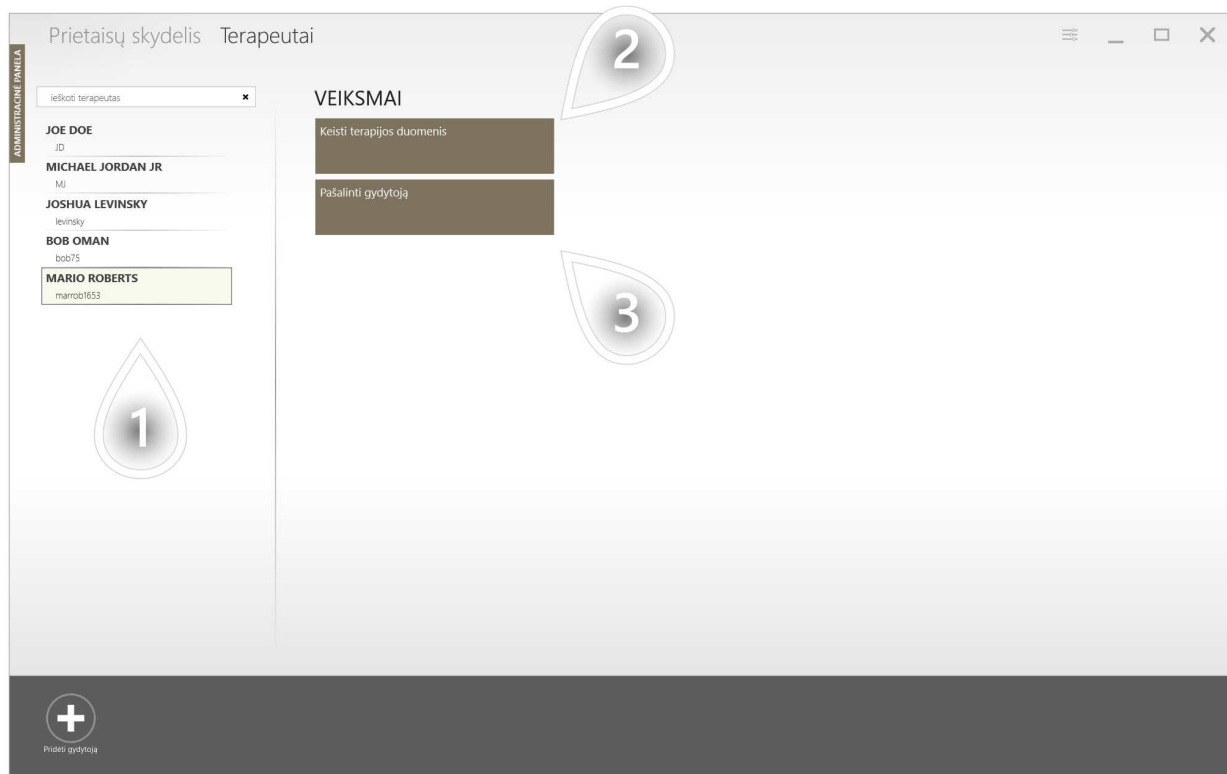 Prietaisų skydelis Terapeutai
ADMINISTRACINĖ PANELA
ieškoti terapeutas
JOE DOE
JD
MICHAEL JORDAN JR
MJ
JOSHUA LEVINSKY
levinsky
BOB OMAN
bob75
MARIO ROBERTS
marrob1653
VEIKSMAI
Keisti terapijos duomenis
Pašalinti gydytoją
2
3
1
Pridėti gydytoją